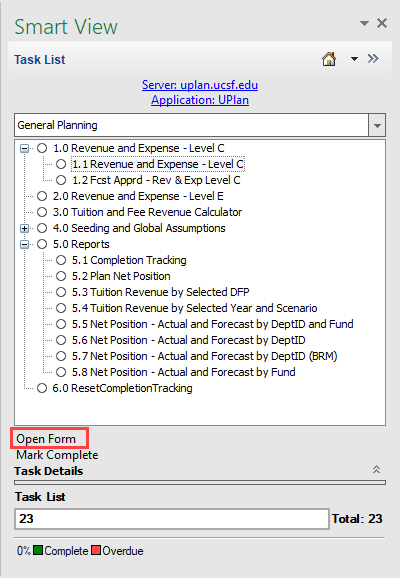 Smart View
Task List
Server: uplan.ucsf.edu
Application: UPlan
General Planning
1.0 Revenue and Expense - Level C
1.1 Revenue and Expense - Level C
1.2 Fcst Apprd - Rev & Exp Level C
2.0 Revenue and Expense - Level E
3.0 Tuition and Fee Revenue Calculator
4.0 Seeding and Global Assumptions
5.0 Reports
5.1 Completion Tracking
5.2 Plan Net Position
5.3 Tuition Revenue by Selected DFP
5.4 Tuition Revenue by Selected Year and Scenario
5.5 Net Position - Actual and Forecast by DeptID and Fund
5.6 Net Position - Actual and Forecast by DeptID
5.7 Net Position - Actual and Forecast by DeptID (BRM)
5.8 Net Position - Actual and Forecast by Fund
6.0 ResetCompletionTracking
Open Form
Mark Complete
Task Details
Task List
23 Total: 23
0% Complete Overdue